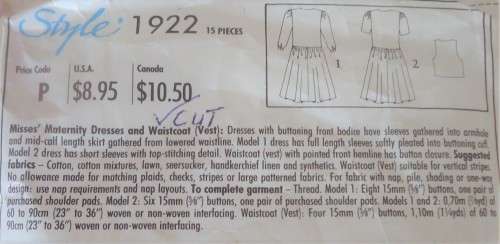 Style 1922 15 PIECES
Price Code U.S.A. Canada
P $8.95 $10.50
CUT
1 2
Misses' Maternity Dresses and Waistcoat (Vest): Dresses with buttoning front bodice have sleeves gathered into armhole
and mid-calf length skirt gathered from lowered waistline. Model 1 dress has full length sleeves softly pleated into buttoning cuff.
Model 2 dress has short sleeves with top-stitching detail. Waistcoat (vest) with pointed front hemline has button closure. Suggested
fabrics – Cotton, cotton mixtures, lawn, seersucker, handkerchief linen and synthetics. Waistcoat (Vest) suitable for vertical stripes.
No allowance made for matching plaids, checks, stripes or large patterned fabrics. For fabric with nap, pile, shading or one-way
design: use nap requirements and nap layouts. To complete garment – Thread. Model 1: Eight 15mm (⅝") buttons, one pair of
purchased shoulder pads. Model 2: Six 15mm (⅝") buttons, one pair of purchased shoulder pads. Models 1 and 2: 0,70m (¾yd) of
60 to 90cm (23" to 36") woven or non-woven interfacing. Waistcoat (Vest): Four 15mm (⅝") buttons, 1,10m (1¼yds) of
60 to 90cm (23" to 36") woven or non-woven interfacing.